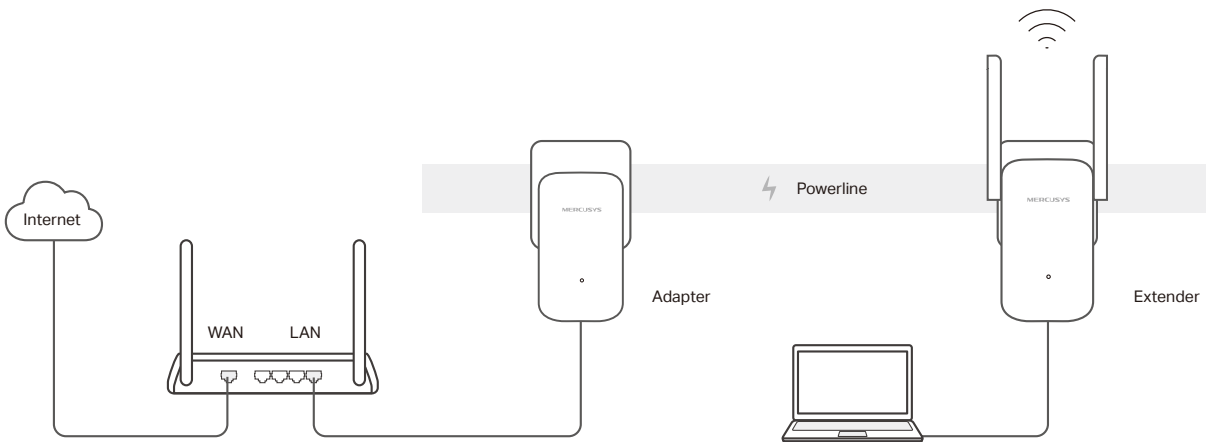 Internet
WAN
LAN
MERCUSYS
Adapter
Powerline
MERCUSYS
Extender